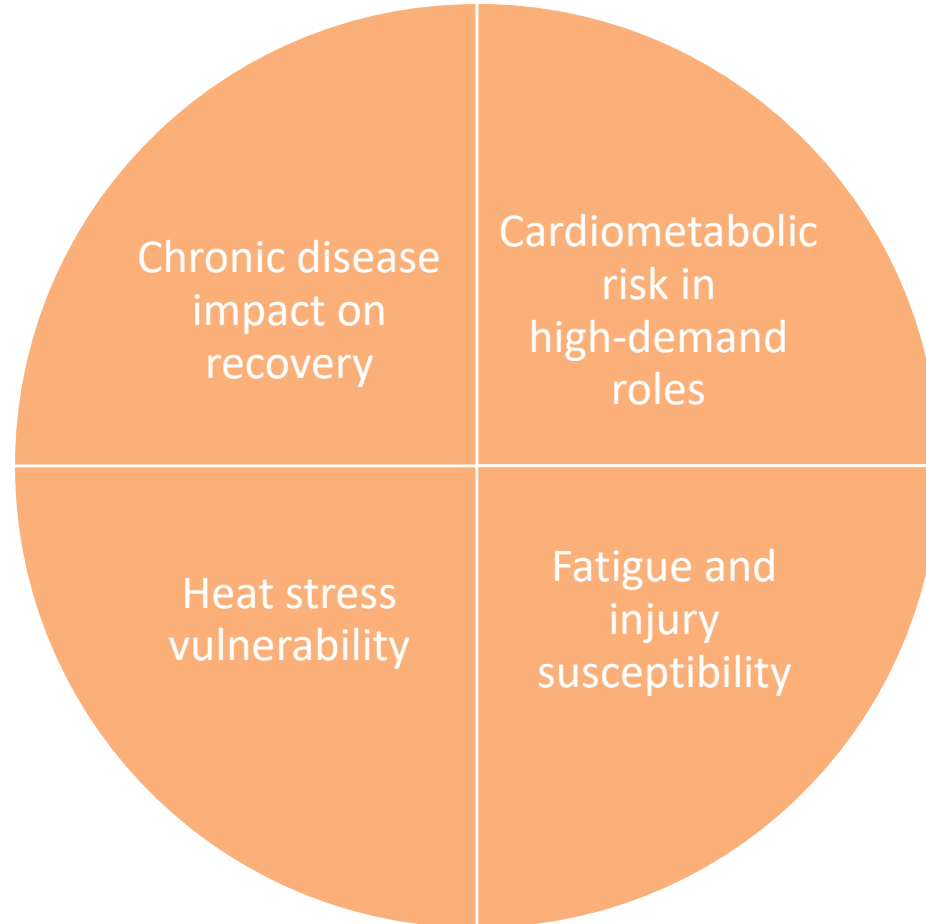 Chronic disease
impact on
recovery
Cardiometabolic
risk in
high-demand
roles
Heat stress
vulnerability
Fatigue and
injury
susceptibility